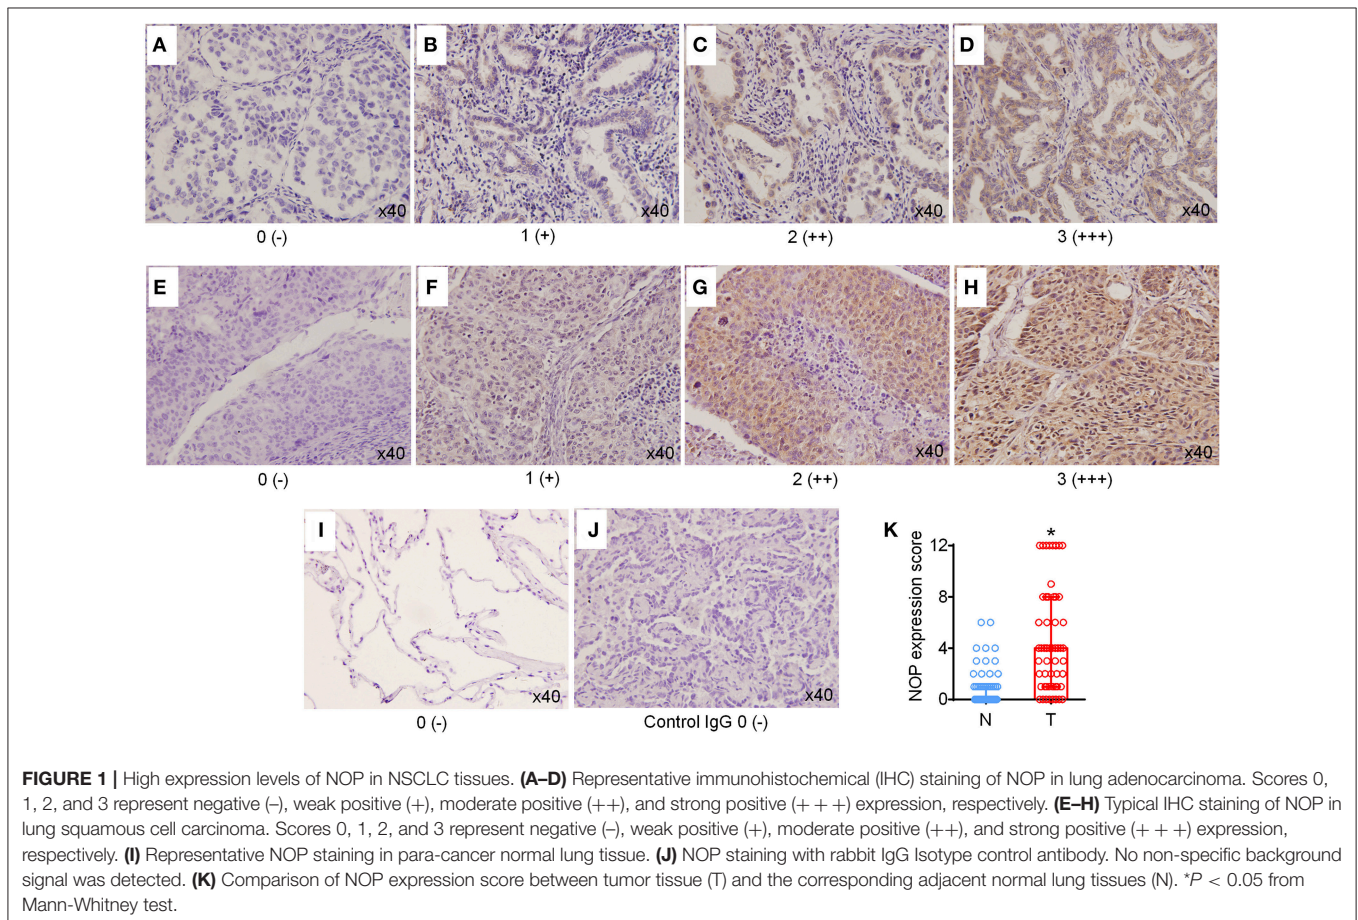 A
B
C
D
x40
x40
x40
x40
0 (-)
1 (+)
2 (++)
3 (+++)
E
F
G
H
x40
x40
x40
x40
0 (-)
1 (+)
2 (++)
3 (+++)
I
J
x40
x40
0 (-)
Control IgG 0 (-)
K
NOP expression score
12
8
4
0
*
N
T
FIGURE 1 | High expression levels of NOP in NSCLC tissues. (A–D) Representative immunohistochemical (IHC) staining of NOP in lung adenocarcinoma. Scores 0,
1, 2, and 3 represent negative (–), weak positive (+), moderate positive (++), and strong positive (+ + +) expression, respectively. (E–H) Typical IHC staining of NOP in
lung squamous cell carcinoma. Scores 0, 1, 2, and 3 represent negative (–), weak positive (+), moderate positive (++), and strong positive (+ + +) expression,
respectively. (I) Representative NOP staining in para-cancer normal lung tissue. (J) NOP staining with rabbit IgG Isotype control antibody. No non-specific background
signal was detected. (K) Comparison of NOP expression score between tumor tissue (T) and the corresponding adjacent normal lung tissues (N). *P < 0.05 from
Mann-Whitney test.